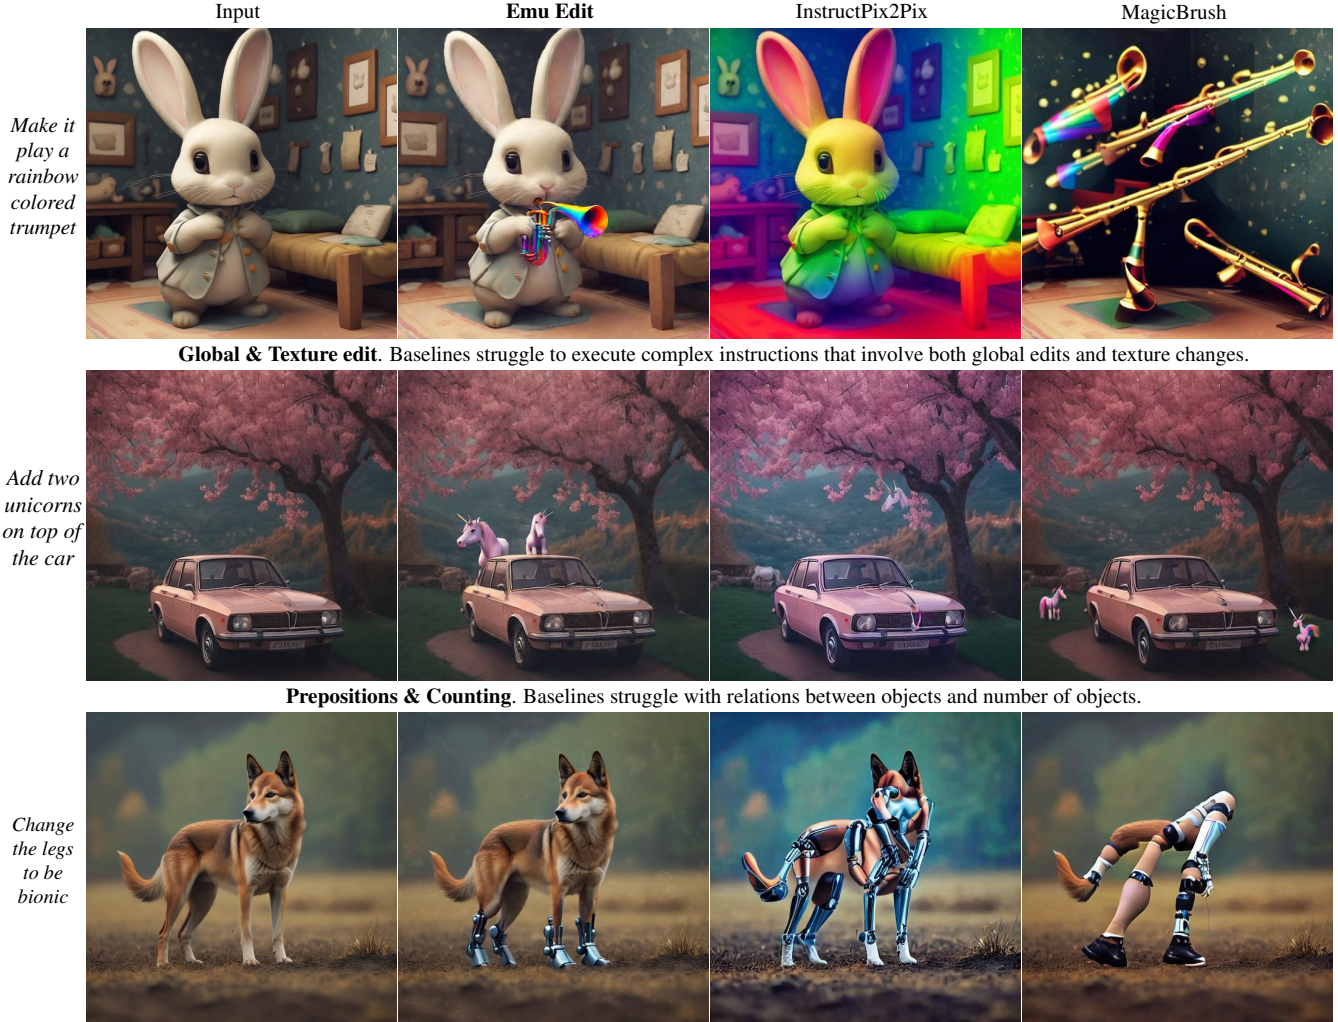 Input
Emu Edit
InstructPix2Pix
MagicBrush
Make it
play a
rainbow
colored
trumpet
Global & Texture edit. Baselines struggle to execute complex instructions that involve both global edits and texture changes.
Add two
unicorns
on top of
the car
Prepositions & Counting. Baselines struggle with relations between objects and number of objects.
Change
the legs
to be
bionic